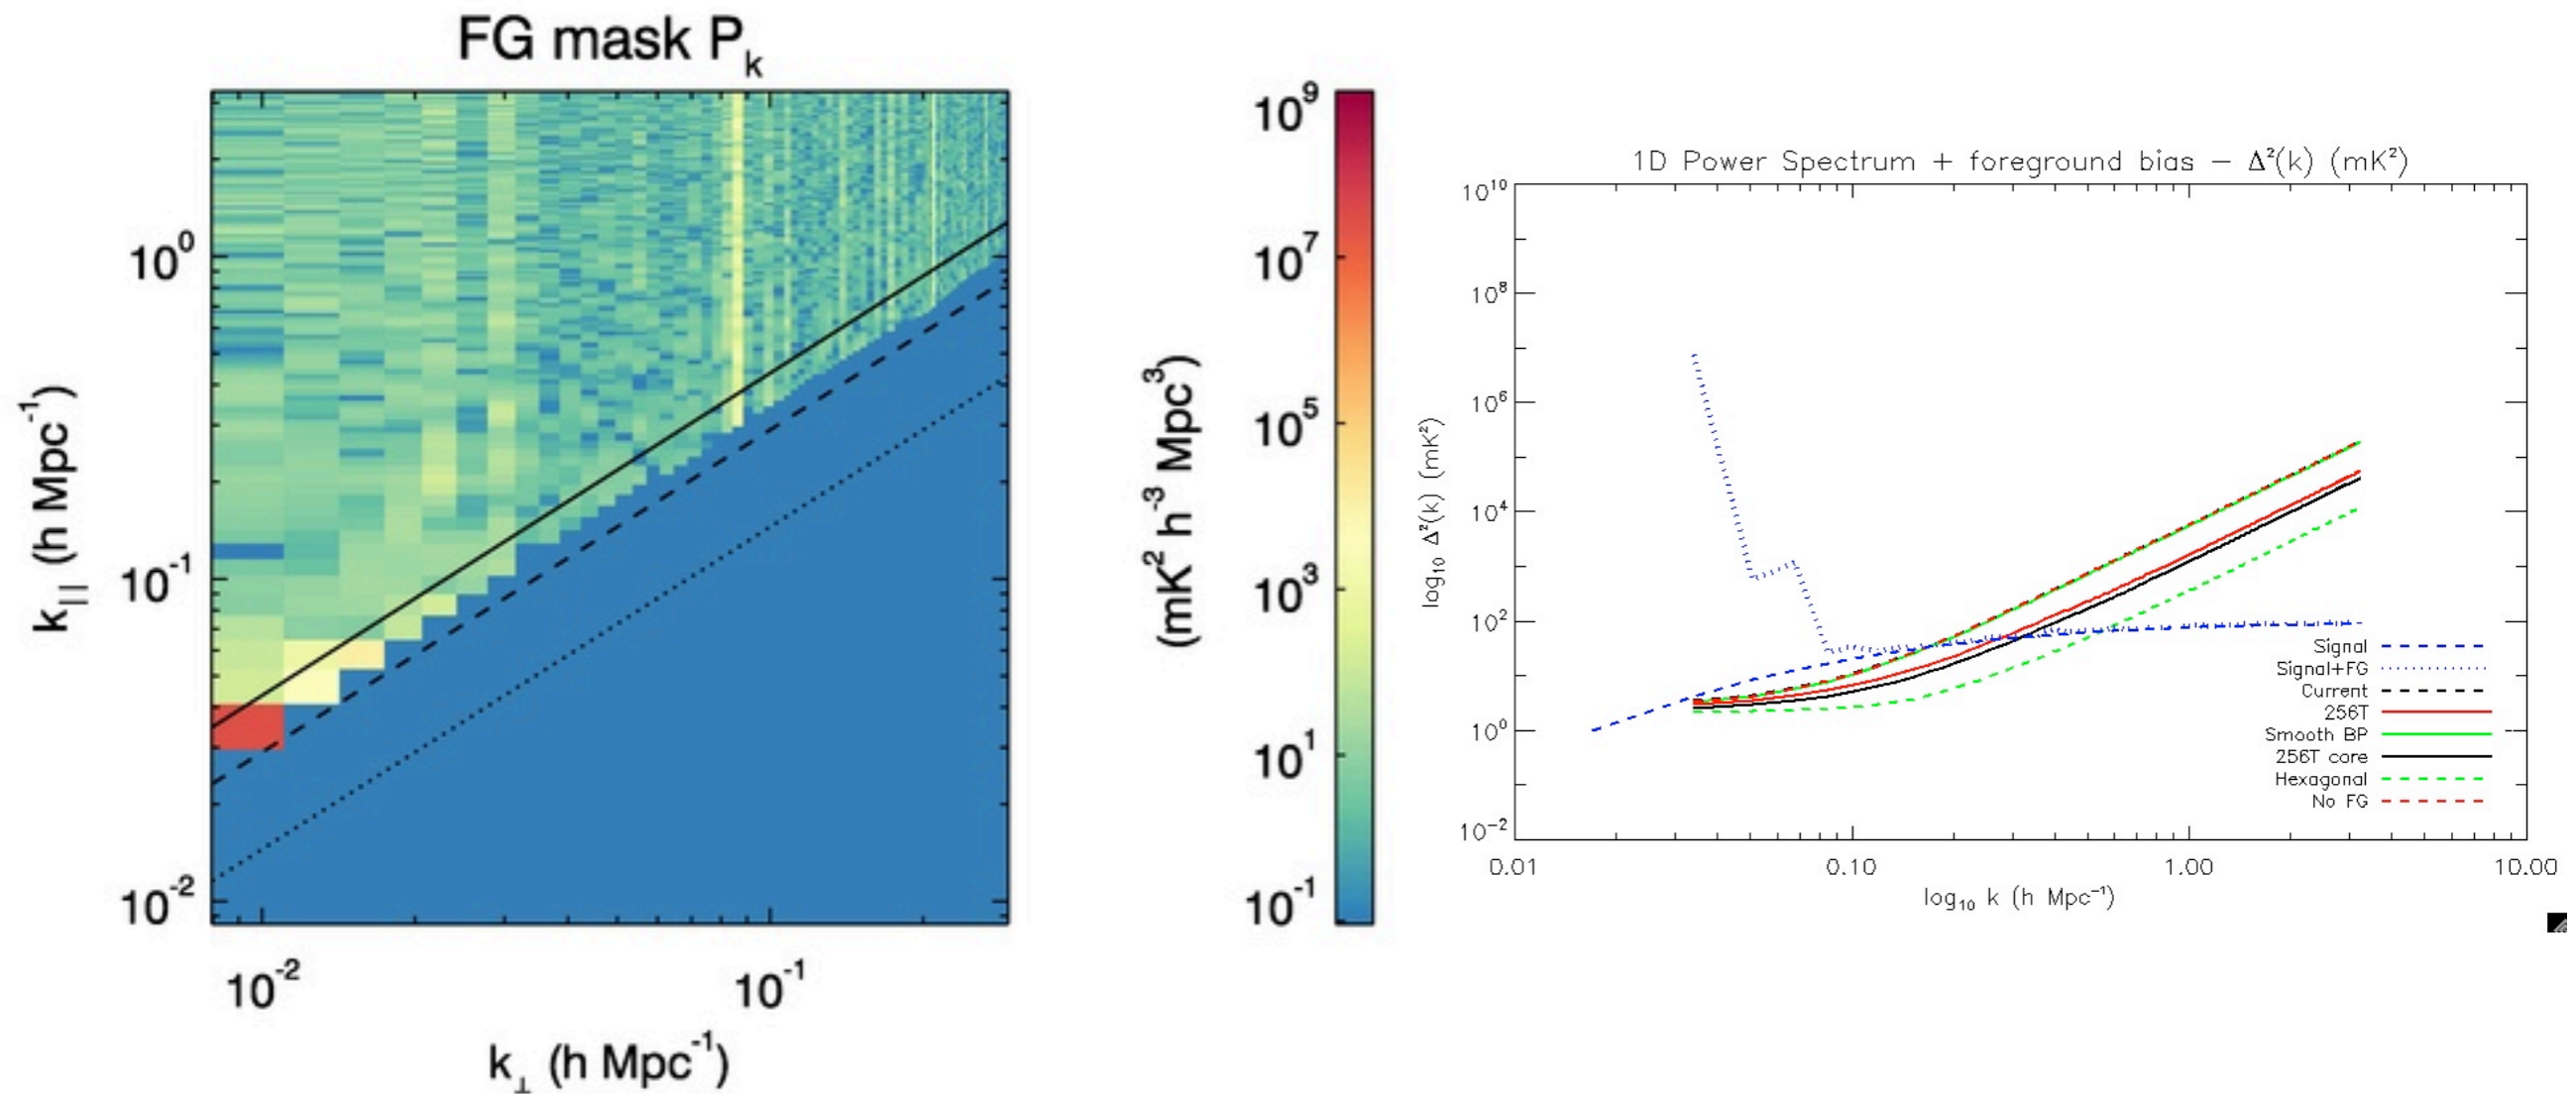 FG mask P_k
k_|| (h Mpc^-1)
10^0
10^-1
10^-2
10^-2
10^-1
k_⊥ (h Mpc^-1)
(mK^2 h^-3 Mpc^3)
10^9
10^7
10^5
10^3
10^1
10^-1
1D Power Spectrum + foreground bias − Δ²(k) (mK²)
log₁₀ Δ²(k) (mK²)
10^10
10^8
10^6
10^4
10^2
10^0
10^-2
Signal
Signal+FG
Current
256T
Smooth BP
256T core
Hexagonal
No FG
0.01
0.10
1.00
10.00
log₁₀ k (h Mpc⁻¹)